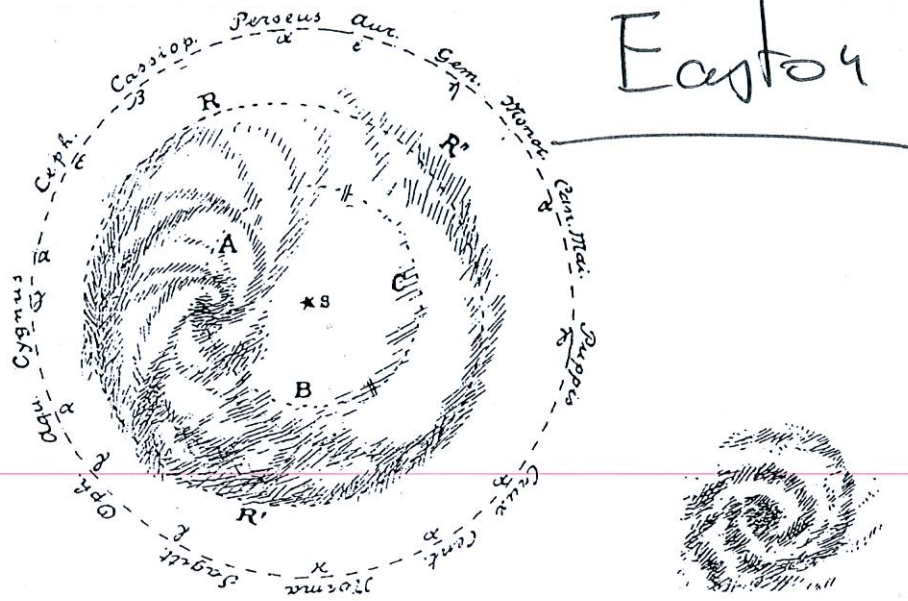 Easton
Perseus
α
Aur.
ε
Gem.
Monoc.
Can. Mai.
Puppis
Crux
Cent.
Norma
Sagitt.
Oph.
Aqu.
α
Cygnus
α
Ceph.
Cassiop.
β
R
R"
A
S
C
B
R'